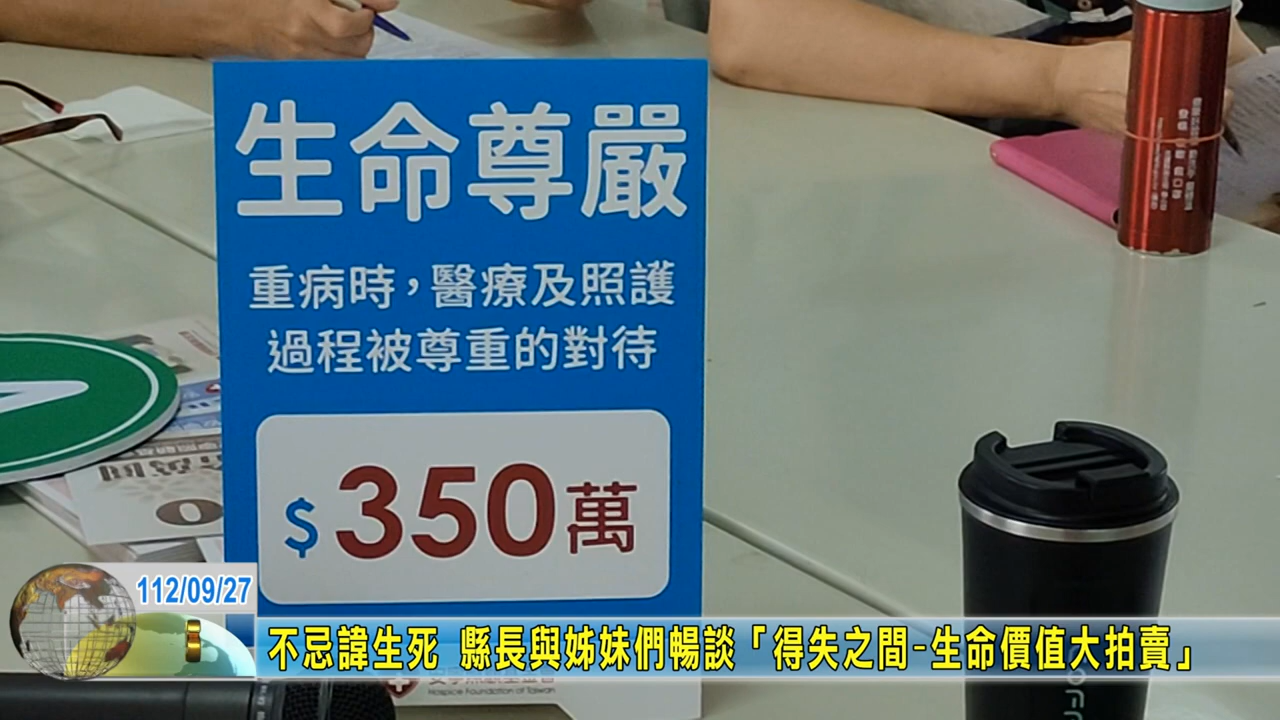 生命尊嚴
重病時，醫療及照護
過程被尊重的對待
$350萬
112/09/27
不忌諱生死 縣長與姊妹們暢談「得失之間-生命價值大拍賣」
Hospice Foundation of Taiwan